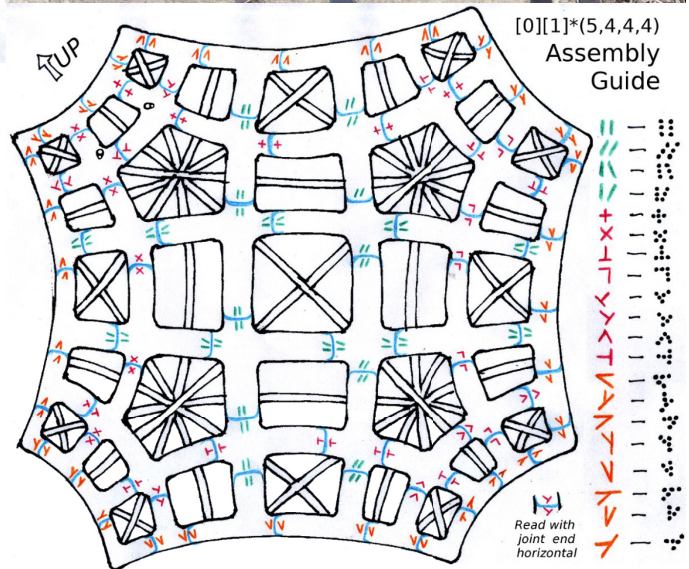 [0][1]*(5,4,4,4)
Assembly
Guide
UP
Read with
joint end
horizontal